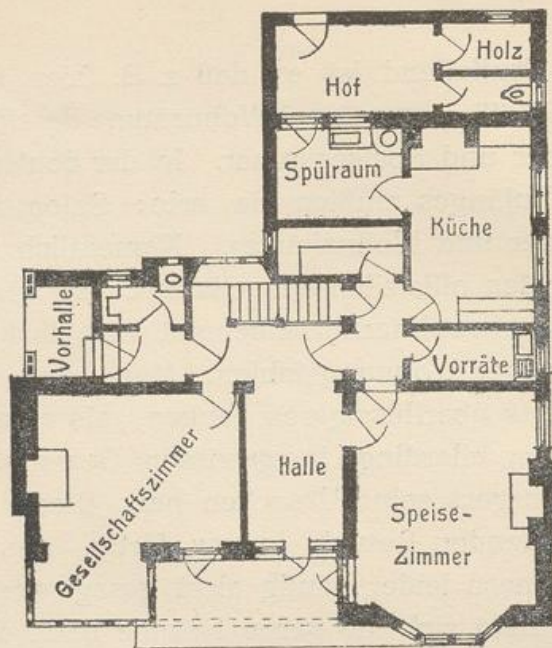 Holz
Hof
Spülraum
Küche
Vorhalle
Vorräte
Halle
Gesellschaftszimmer
Speise-
Zimmer